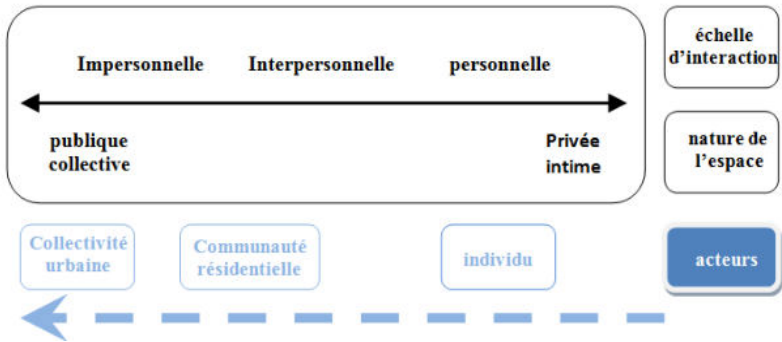 Impersonnelle Interpersonnelle personnelle
échelle
d'interaction
publique
collective
Privée
intime
nature de
l'espace
Collectivité
urbaine
Communauté
résidentielle
individu
acteurs